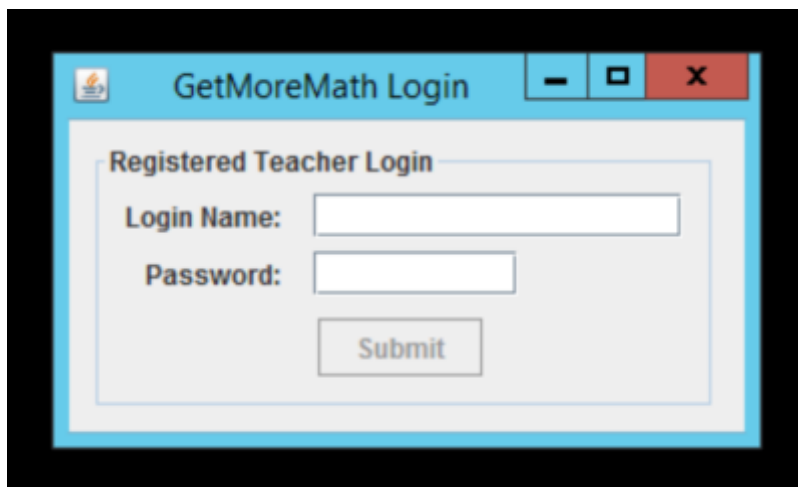 GetMoreMath Login
Registered Teacher Login
Login Name:
Password:
Submit